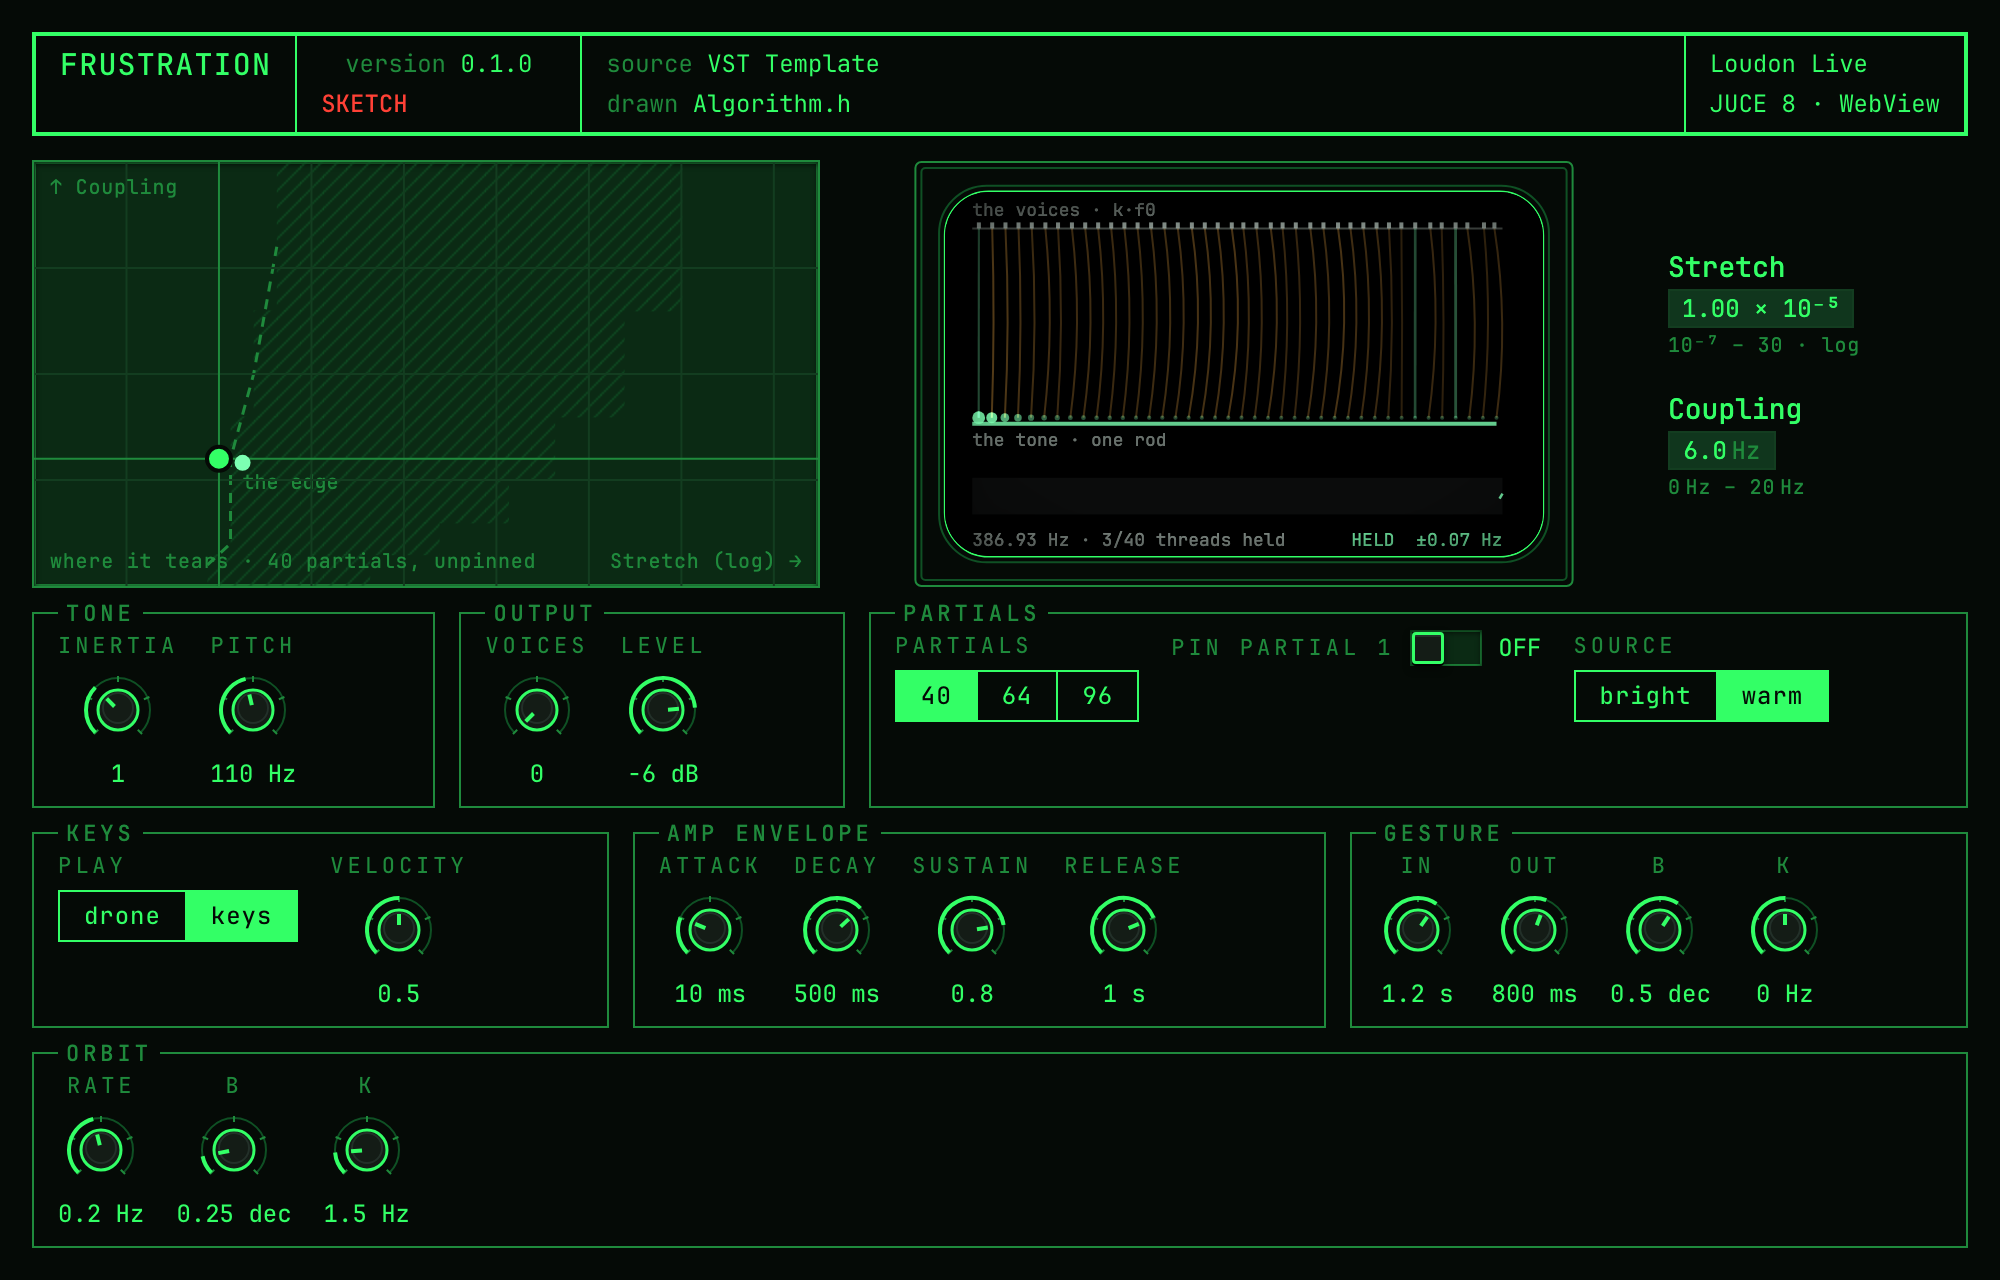 FRUSTRATION
version 0.1.0
SKETCH
source VST Template
drawn Algorithm.h
Loudon Live
JUCE 8 · WebView
↑ Coupling
the edge
where it tears · 40 partials, unpinned
Stretch (log) →
the voices · k·f0
the tone · one rod
386.93 Hz · 3/40 threads held
HELD ±0.07 Hz
Stretch
1.00 × 10⁻⁵
10⁻⁷ – 30 · log
Coupling
6.0 Hz
0 Hz – 20 Hz
TONE
INERTIA PITCH
1 110 Hz
OUTPUT
VOICES LEVEL
0 -6 dB
PARTIALS
PARTIALS
40 64 96
PIN PARTIAL 1 OFF
SOURCE
bright warm
KEYS
PLAY
drone keys
VELOCITY
0.5
AMP ENVELOPE
ATTACK DECAY SUSTAIN RELEASE
10 ms 500 ms 0.8 1 s
GESTURE
IN OUT B K
1.2 s 800 ms 0.5 dec 0 Hz
ORBIT
RATE B K
0.2 Hz 0.25 dec 1.5 Hz